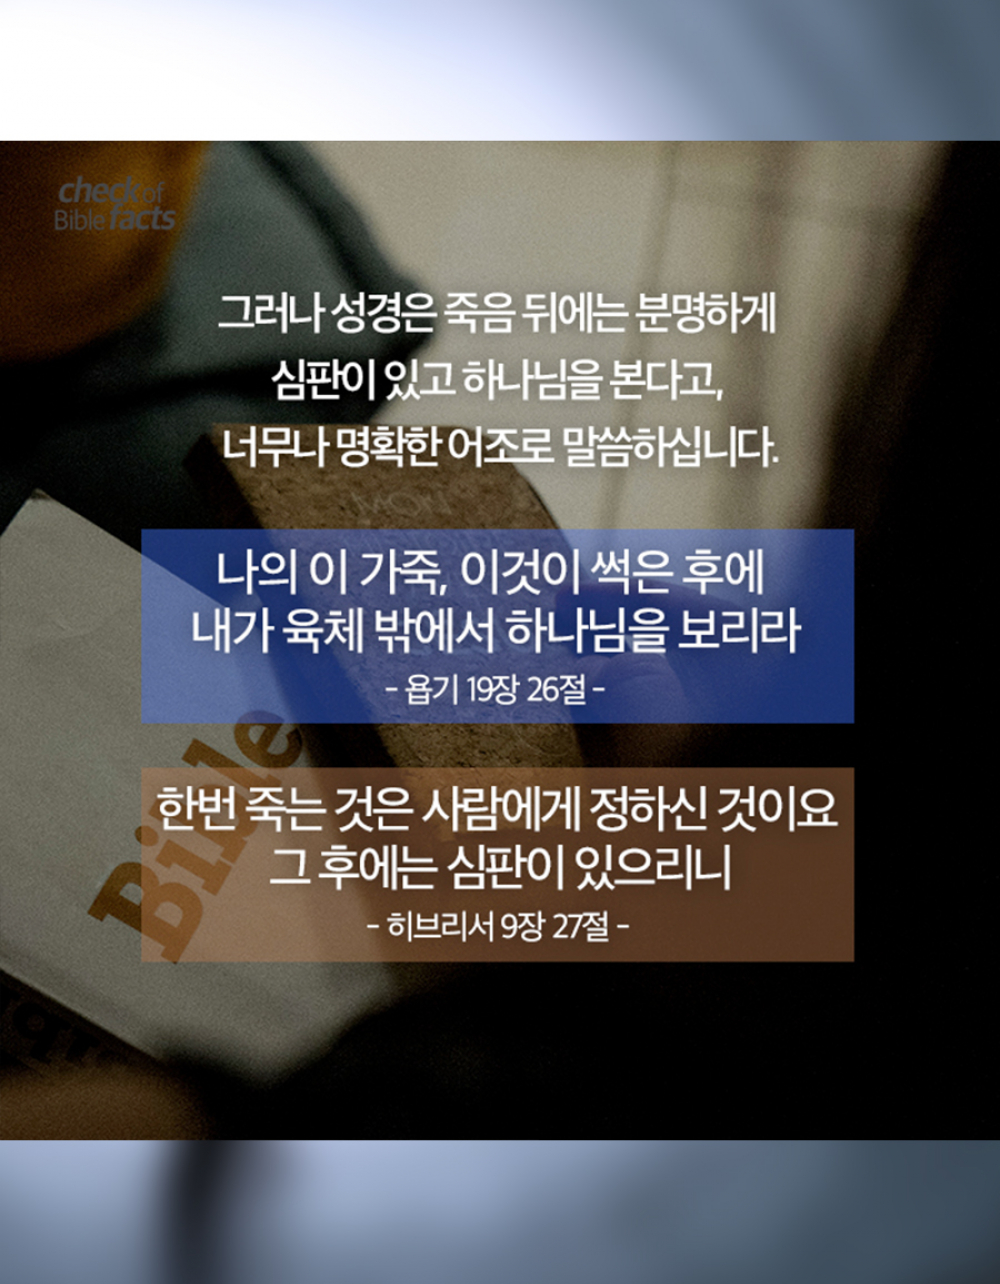 check of
Bible facts
그러나 성경은 죽음 뒤에는 분명하게
심판이 있고 하나님을 본다고,
너무나 명확한 어조로 말씀하십니다.
나의 이 가죽, 이것이 썩은 후에
내가 육체 밖에서 하나님을 보리라
- 욥기 19장 26절 -
Bible
한번 죽는 것은 사람에게 정하신 것이요
그 후에는 심판이 있으리니
- 히브리서 9장 27절 -